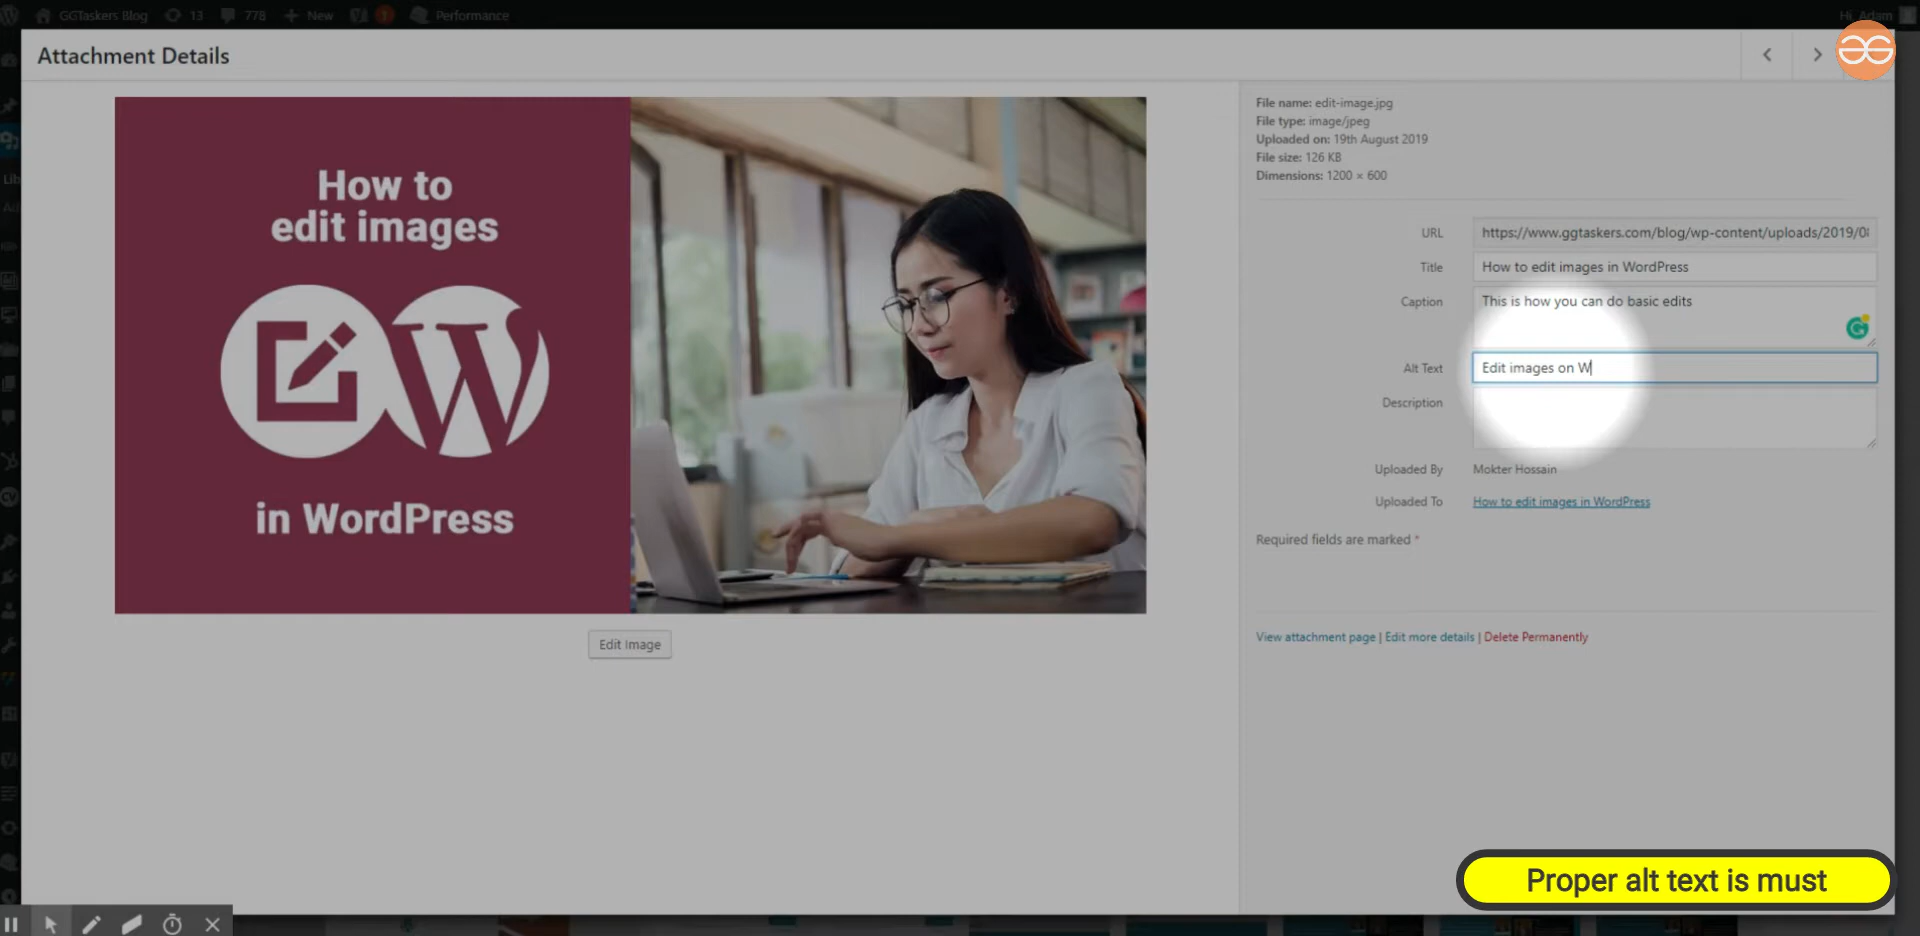 GGTaskers Blog 13 778 New 1 Performance Hi, Adam
Attachment Details
How to
edit images
in WordPress
Edit Image
File name: edit-image.jpg
File type: image/jpeg
Uploaded on: 19th August 2019
File size: 126 KB
Dimensions: 1200 × 600
URL https://www.ggtaskers.com/blog/wp-content/uploads/2019/08
Title How to edit images in WordPress
Caption This is how you can do basic edits
Alt Text Edit images on W
Description
Uploaded By Mokter Hossain
Uploaded To How to edit images in WordPress
Required fields are marked *
View attachment page | Edit more details | Delete Permanently
Proper alt text is must